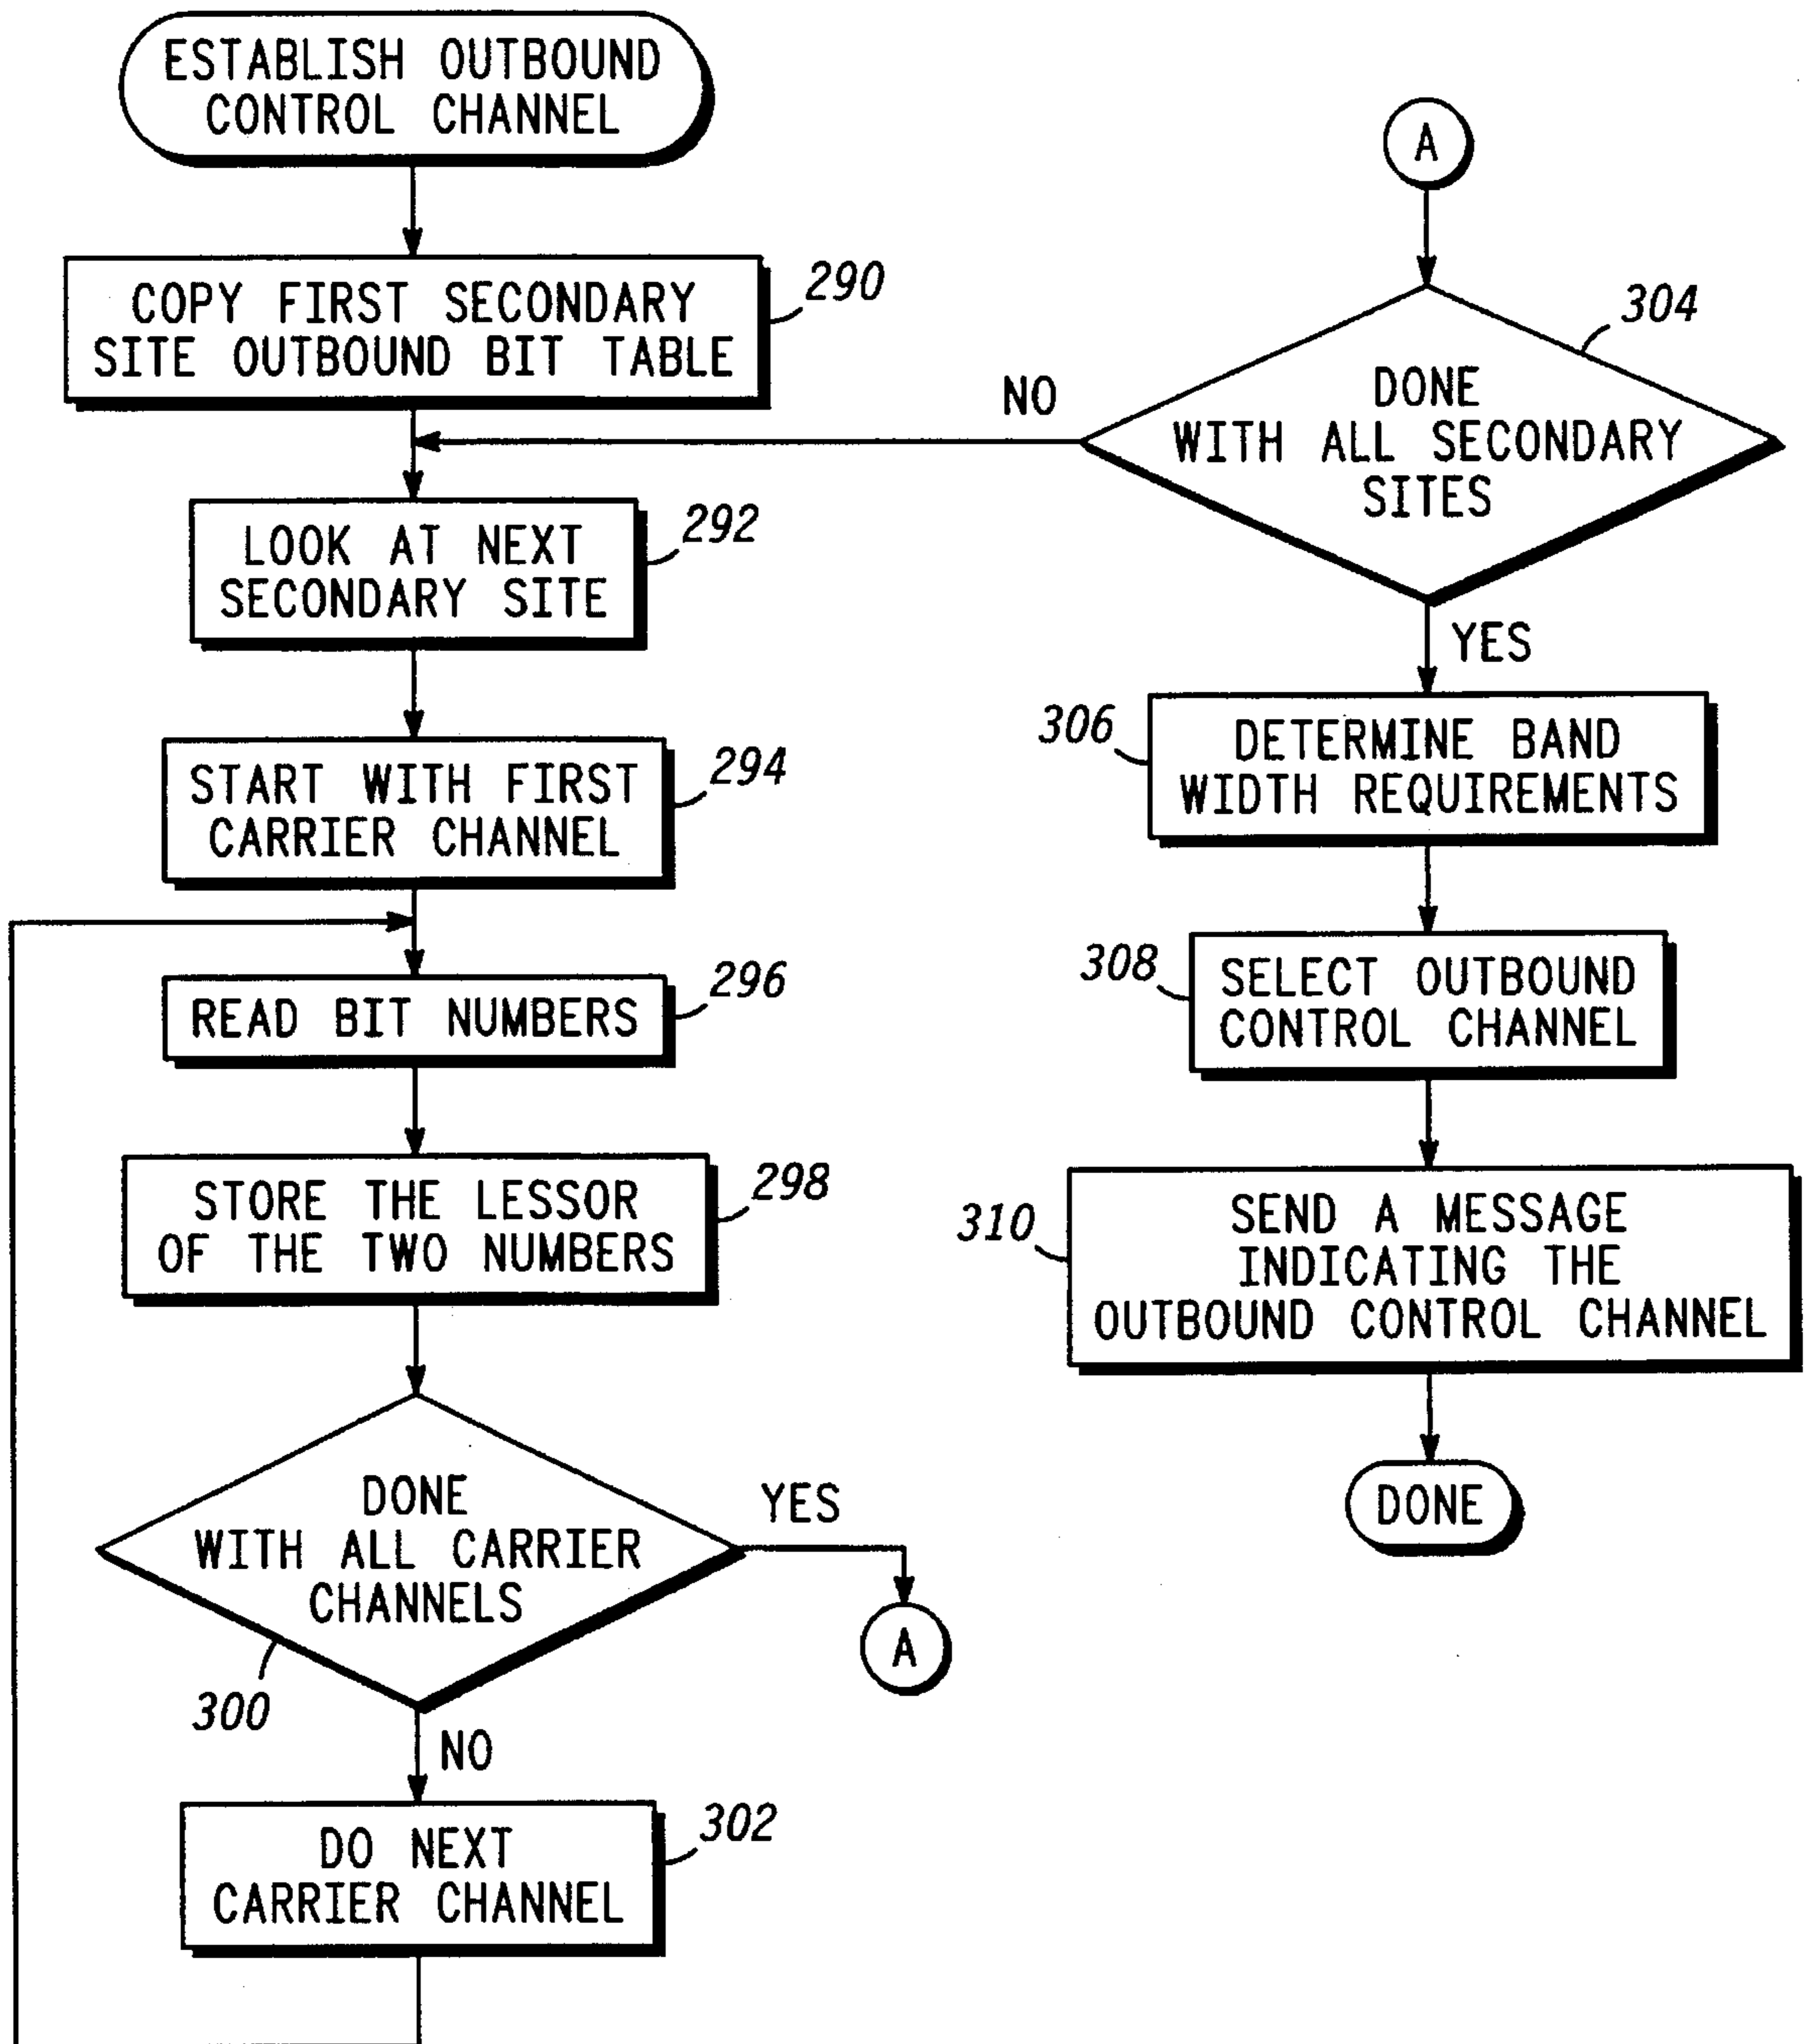 ESTABLISH OUTBOUND
CONTROL CHANNEL
COPY FIRST SECONDARY
SITE OUTBOUND BIT TABLE
290
LOOK AT NEXT
SECONDARY SITE
292
START WITH FIRST
CARRIER CHANNEL
294
READ BIT NUMBERS
296
STORE THE LESSOR
OF THE TWO NUMBERS
298
DONE
WITH ALL CARRIER
CHANNELS
300
YES
A
NO
DO NEXT
CARRIER CHANNEL
302
A
DONE
WITH ALL SECONDARY
SITES
304
NO
YES
306
DETERMINE BAND
WIDTH REQUIREMENTS
308
SELECT OUTBOUND
CONTROL CHANNEL
310
SEND A MESSAGE
INDICATING THE
OUTBOUND CONTROL CHANNEL
DONE